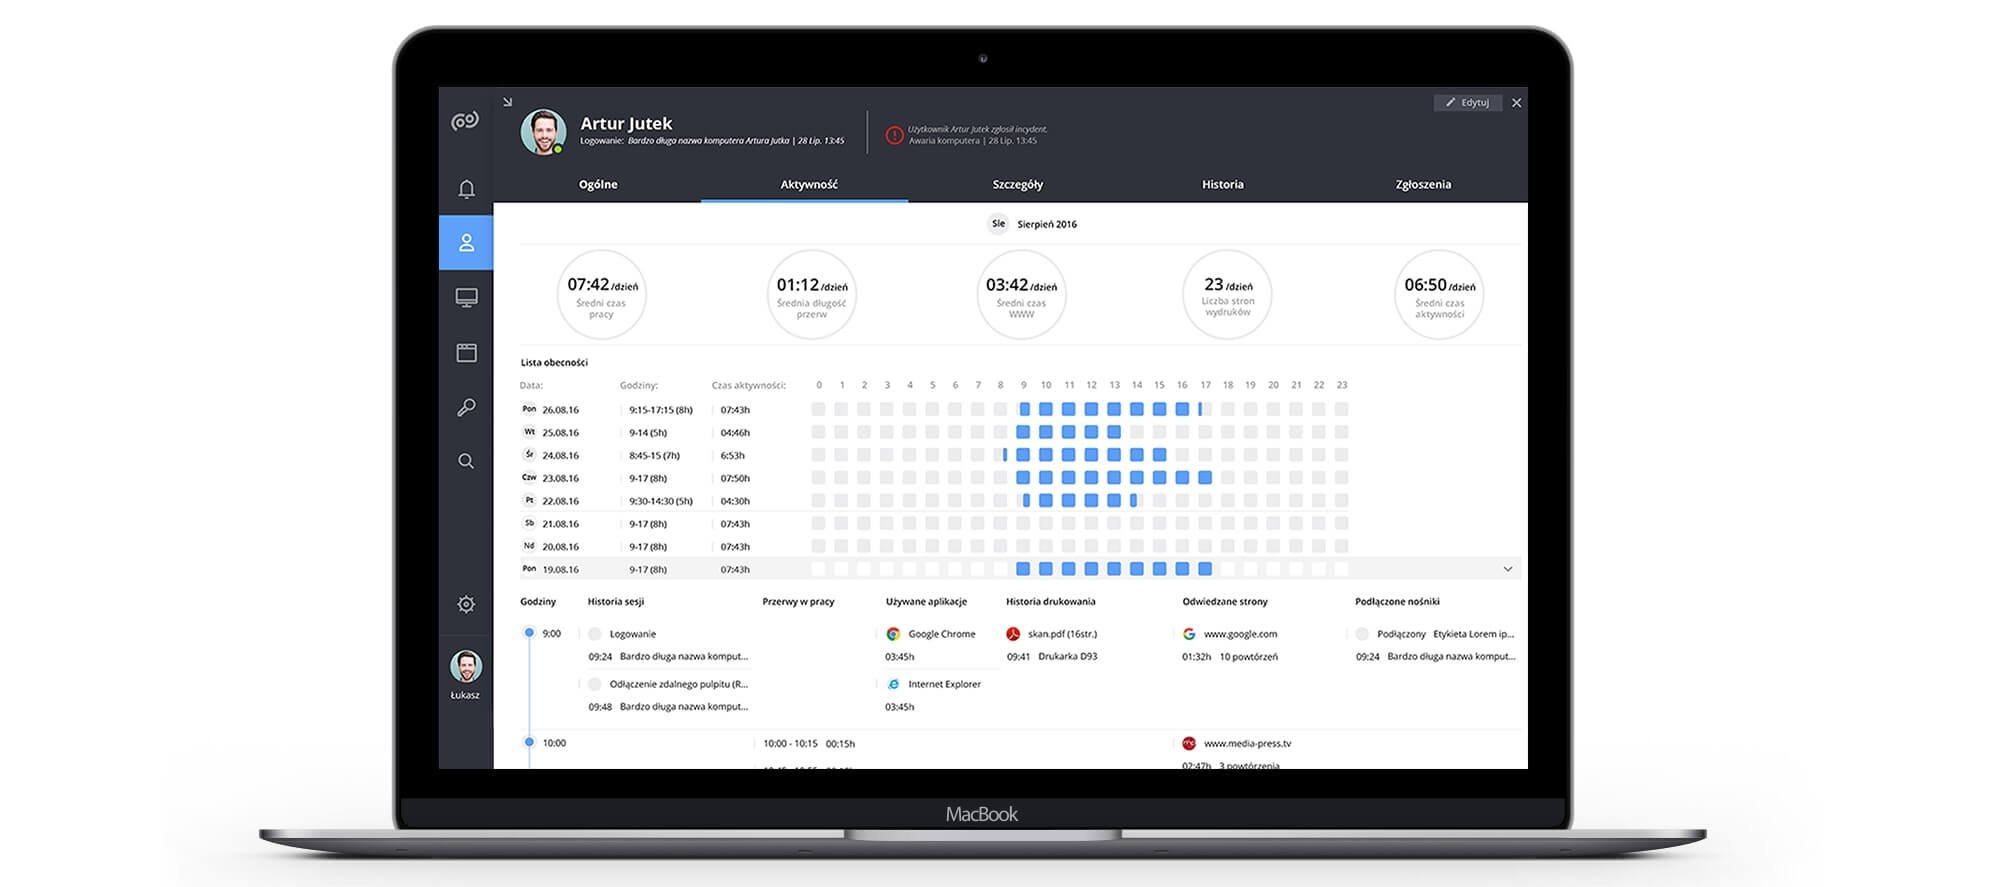 Edytuj
Artur Jutek
Logowanie: Bardzo długa nazwa komputera Artura Jutka | 28 Lip. 13:45
Użytkownik Artur Jutek zgłosił incydent.
Awaria komputera | 28 Lip. 13:45
Ogólne Aktywność Szczegóły Historia Zgłoszenia
Sie Sierpień 2016
07:42 /dzień 01:12 /dzień 03:42 /dzień 23 /dzień 06:50 /dzień
Średni czas Średnia długość Średni czas Liczba stron Średni czas
pracy przerw WWW wydruków aktywności
Lista obecności
Data: Godziny: Czas aktywności: 0 1 2 3 4 5 6 7 8 9 10 11 12 13 14 15 16 17 18 19 20 21 22 23
Pon 26.08.16 9:15-17:15 (8h) 07:43h
Wt 25.08.16 9-14 (5h) 04:46h
Śr 24.08.16 8:45-15 (7h) 6:53h
Czw 23.08.16 9-17 (8h) 07:50h
Pt 22.08.16 9:30-14:30 (5h) 04:30h
Sb 21.08.16 9-17 (8h) 07:43h
Nd 20.08.16 9-17 (8h) 07:43h
Pon 19.08.16 9-17 (8h) 07:43h
Godziny Historia sesji Przerwy w pracy Używane aplikacje Historia drukowania Odwiedzane strony Podłączone nośniki
9:00 Logowanie Google Chrome skan.pdf (16str.) www.google.com Podłączony Etykieta Lorem ip...
09:24 Bardzo długa nazwa komput... 03:45h 09:41 Drukarka D93 01:32h 10 powtórzeń 09:24 Bardzo długa nazwa komput...
Odłączenie zdalnego pulpitu (R... Internet Explorer
09:48 Bardzo długa nazwa komput... 03:45h
Łukasz
10:00 10:00 - 10:15 00:15h www.media-press.tv
02:47h 3 powtórzenia
MacBook